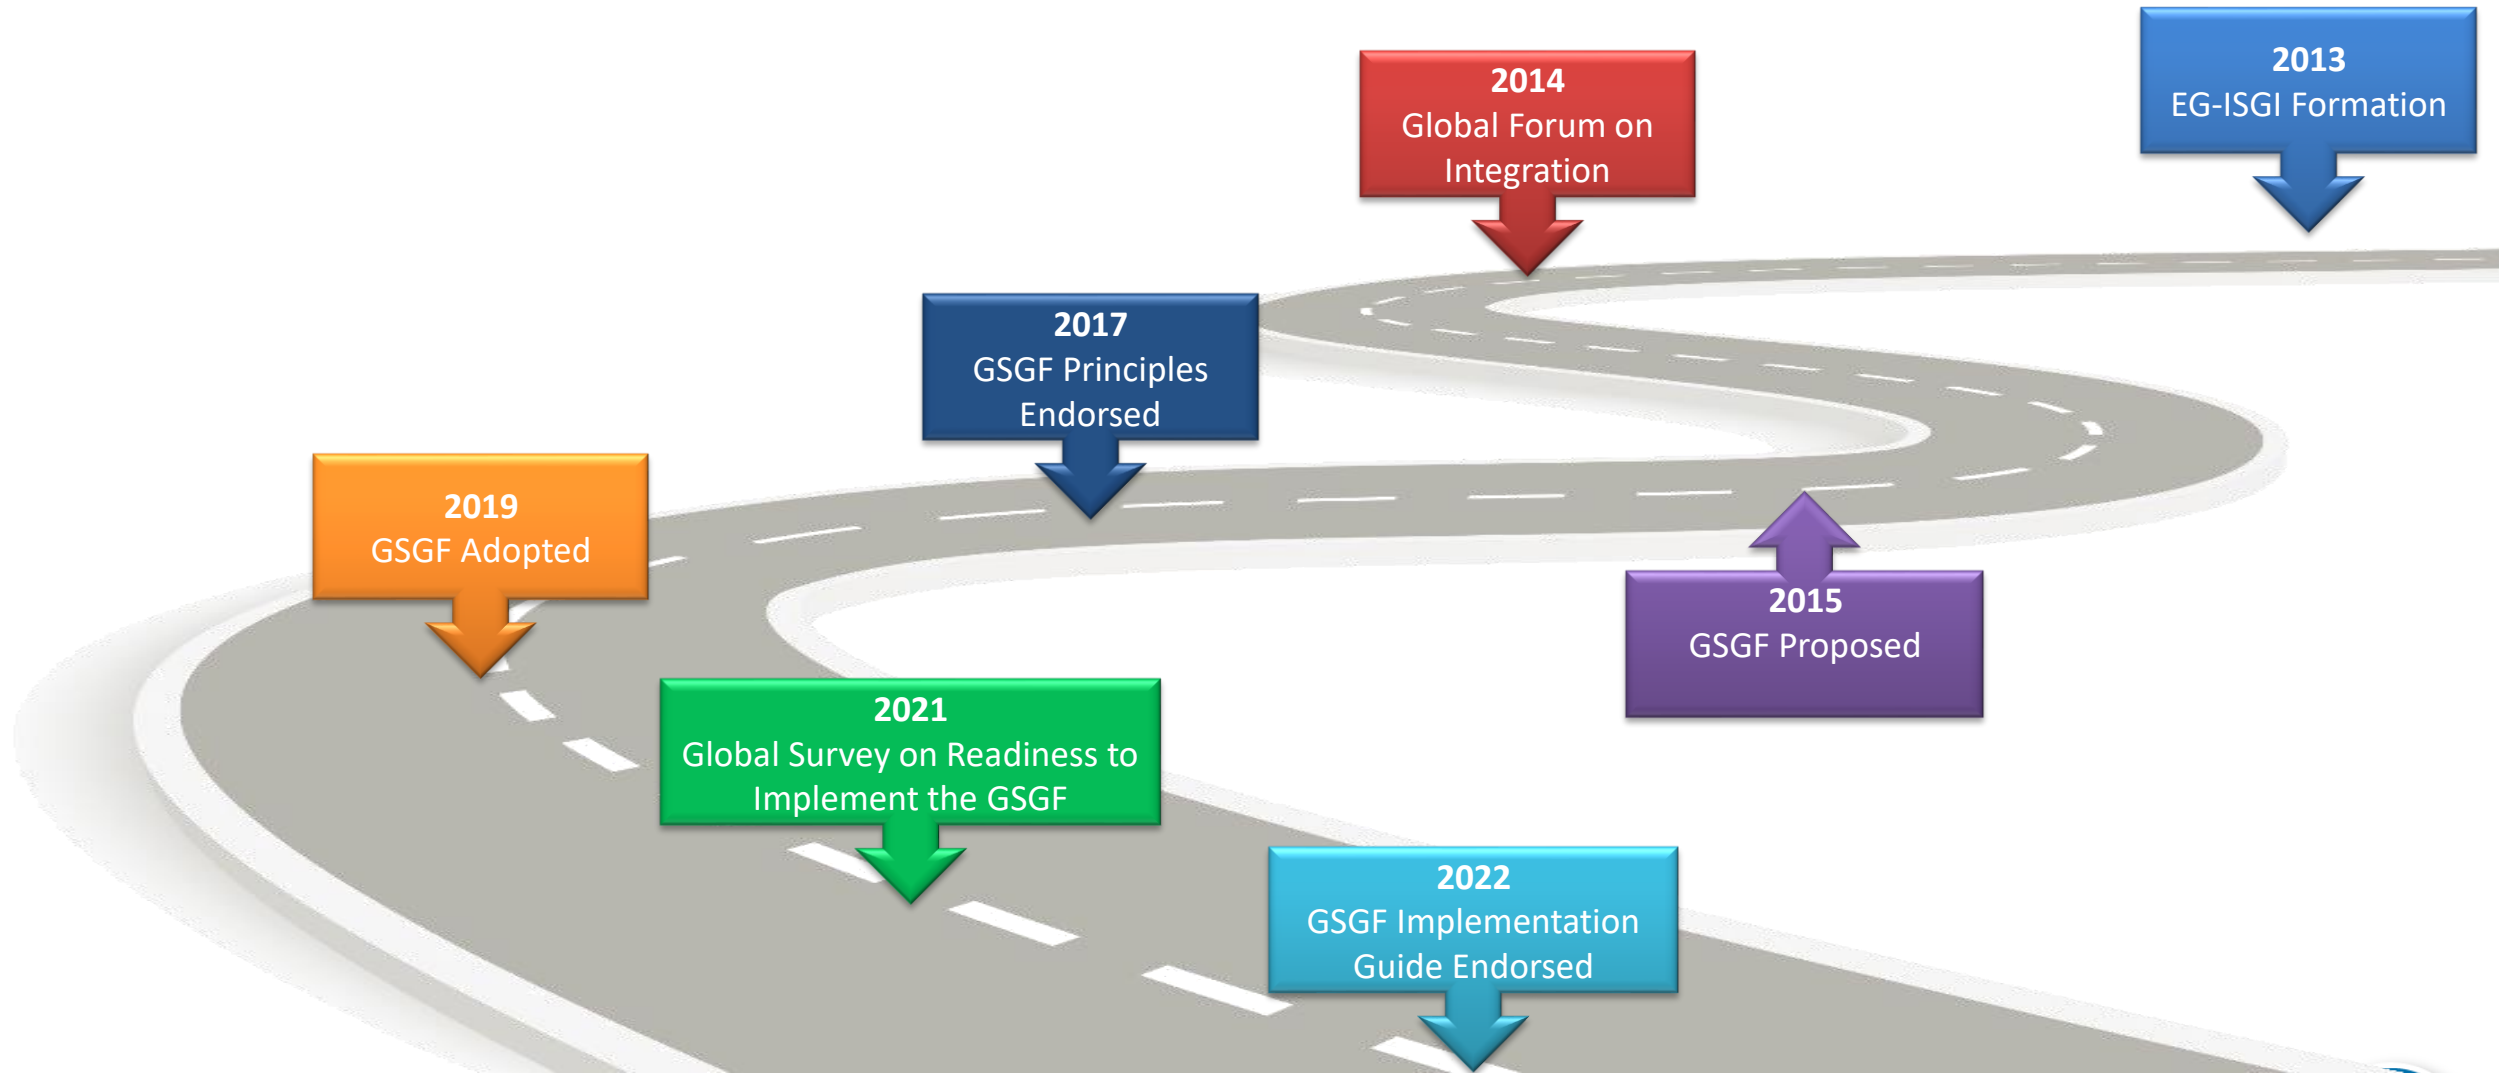 2013
EG-ISGI Formation
2014
Global Forum on
Integration
2015
GSGF Proposed
2017
GSGF Principles
Endorsed
2019
GSGF Adopted
2021
Global Survey on Readiness to
Implement the GSGF
2022
GSGF Implementation
Guide Endorsed